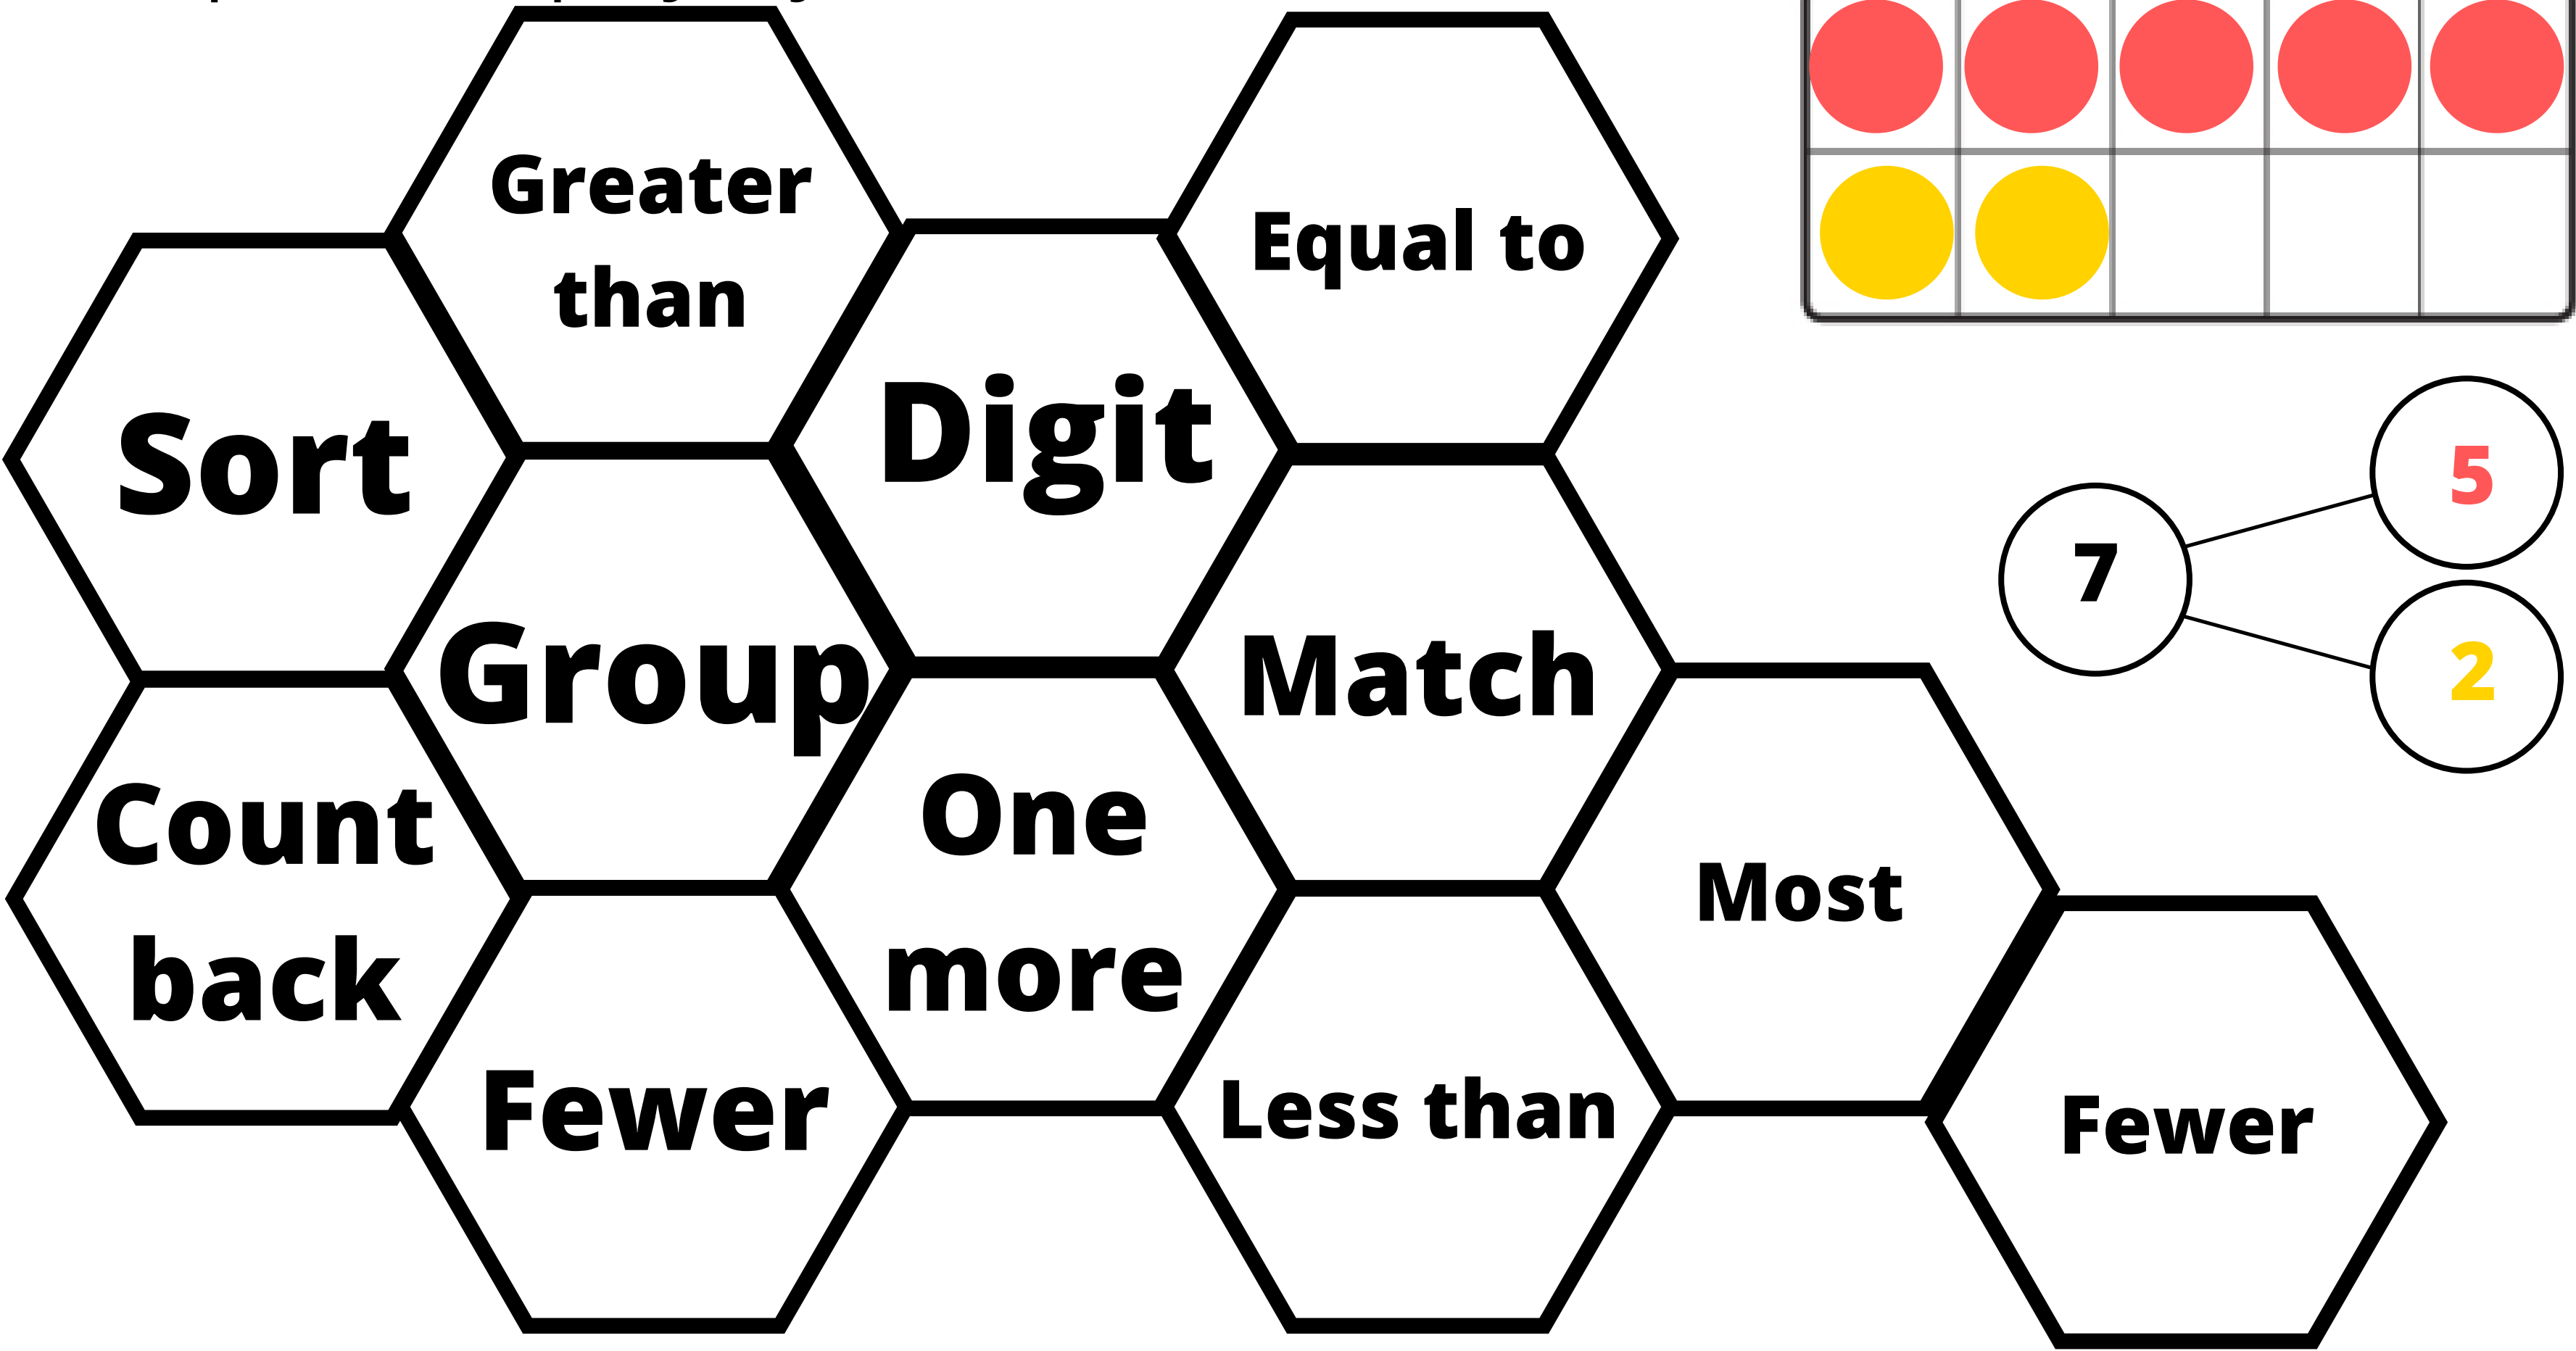 Greater
than
Equal to
Sort
Digit
Group
Match
5
7
2
Count
back
One
more
Most
Fewer
Less than
Fewer